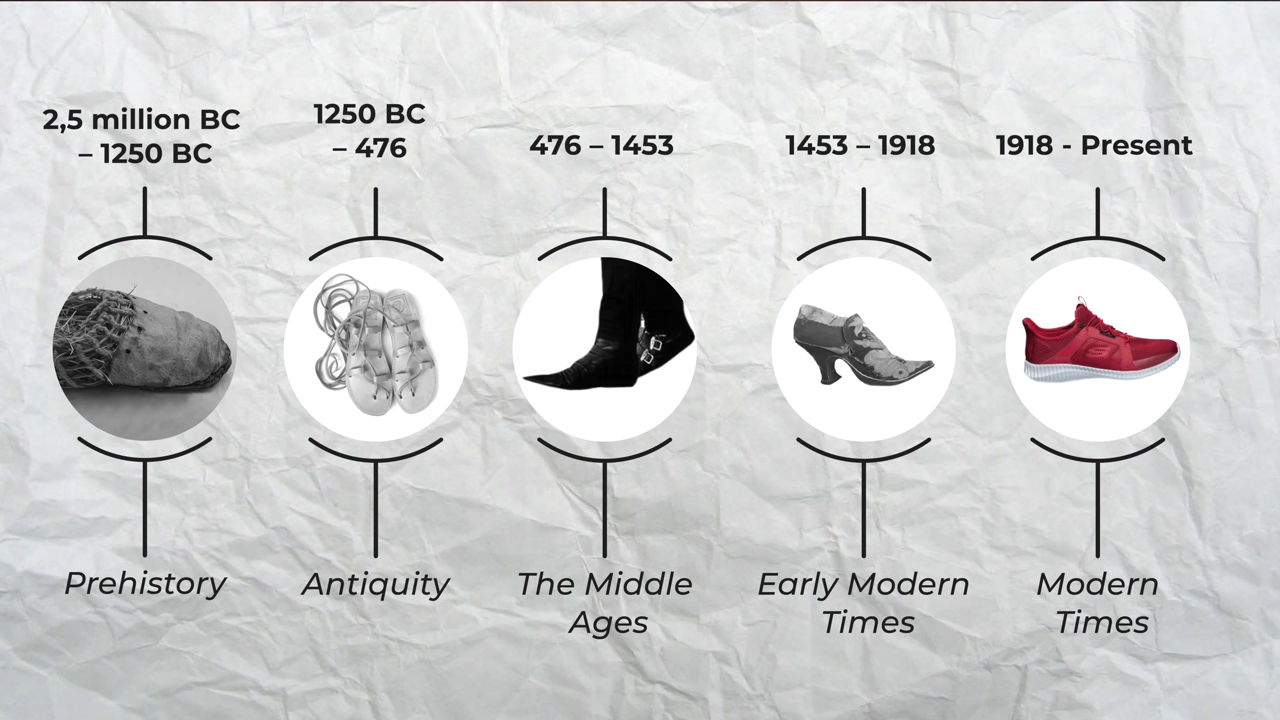 2,5 million BC
– 1250 BC
1250 BC
– 476
476 – 1453
1453 – 1918
1918 - Present
Prehistory
Antiquity
The Middle
Ages
Early Modern
Times
Modern
Times